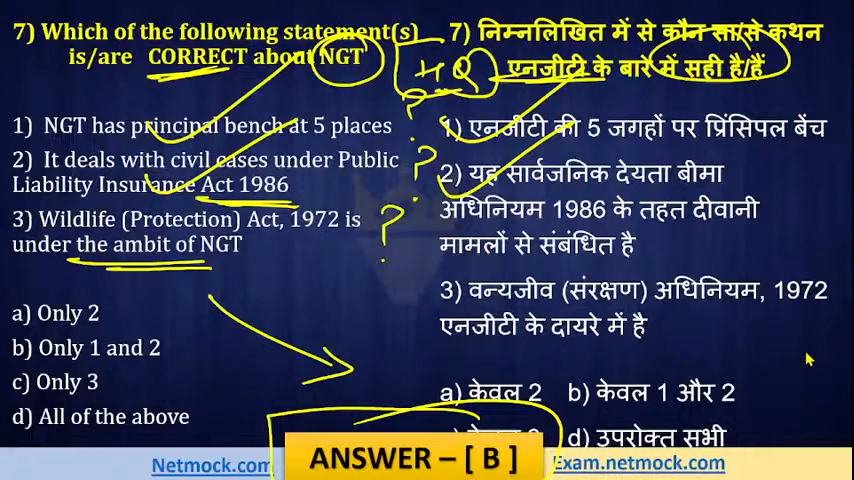 7) Which of the following statement(s)
is/are CORRECT about NGT
1) NGT has principal bench at 5 places
2) It deals with civil cases under Public
Liability Insurance Act 1986
3) Wildlife (Protection) Act, 1972 is
under the ambit of NGT
a) Only 2
b) Only 1 and 2
c) Only 3
d) All of the above
7) निम्नलिखित में से कौन सा/से कथन
एनजीटी के बारे में सही है/हैं
HQ
?
?
?
1) एनजीटी की 5 जगहों पर प्रिंसिपल बेंच
2) यह सार्वजनिक देयता बीमा
अधिनियम 1986 के तहत दीवानी
मामलों से संबंधित है
3) वन्यजीव (संरक्षण) अधिनियम, 1972
एनजीटी के दायरे में है
a) केवल 2 b) केवल 1 और 2
d) उपरोक्त सभी
ANSWER – [ B ]
Netmock.com
Exam.netmock.com